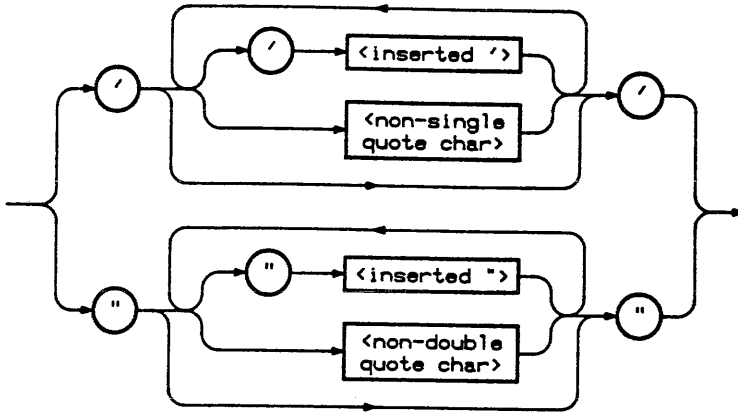 '
<inserted '>
'
'
<non-single
quote char>
"
<inserted ">
"
"
<non-double
quote char>